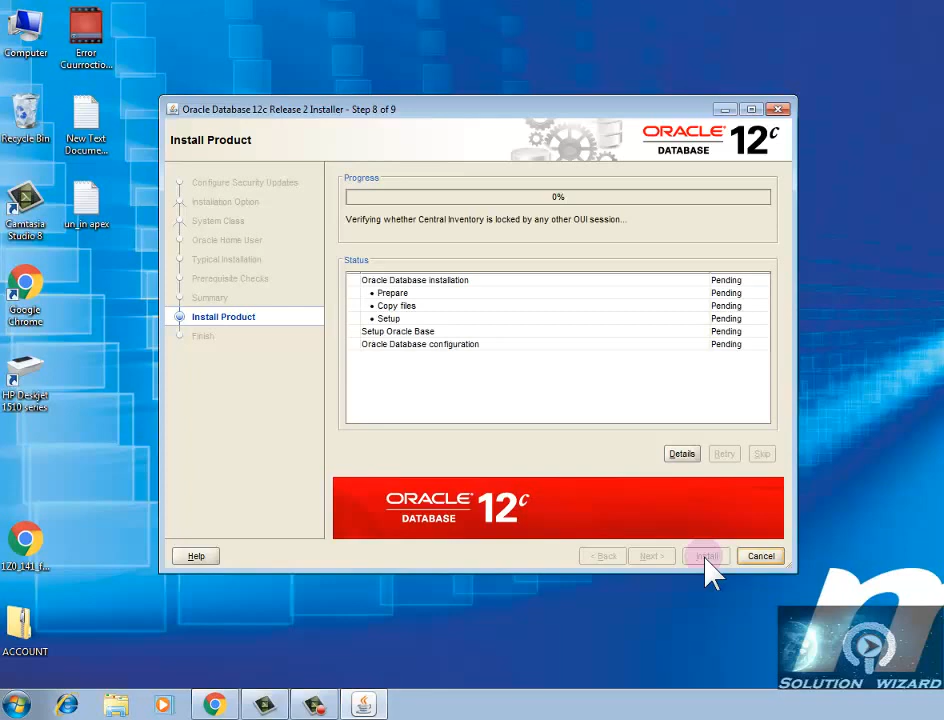 Computer
Error
Cuurroctio...
Recycle Bin
New Text
Docume...
Camtasia
Studio 8
un_in apex
Google
Chrome
HP Deskjet
1510 series
120_141_f...
ACCOUNT
Oracle Database 12c Release 2 Installer - Step 8 of 9
Install Product
ORACLE
DATABASE
12c
Configure Security Updates
Installation Option
System Class
Oracle Home User
Typical Installation
Prerequisite Checks
Summary
Install Product
Finish
Progress
0%
Verifying whether Central Inventory is locked by any other OUI session...
Status
Oracle Database installation Pending
• Prepare Pending
• Copy files Pending
• Setup Pending
Setup Oracle Base Pending
Oracle Database configuration Pending
Details Retry Skip
ORACLE
DATABASE
12c
Help < Back Next > Install Cancel
SOLUTION WIZARD